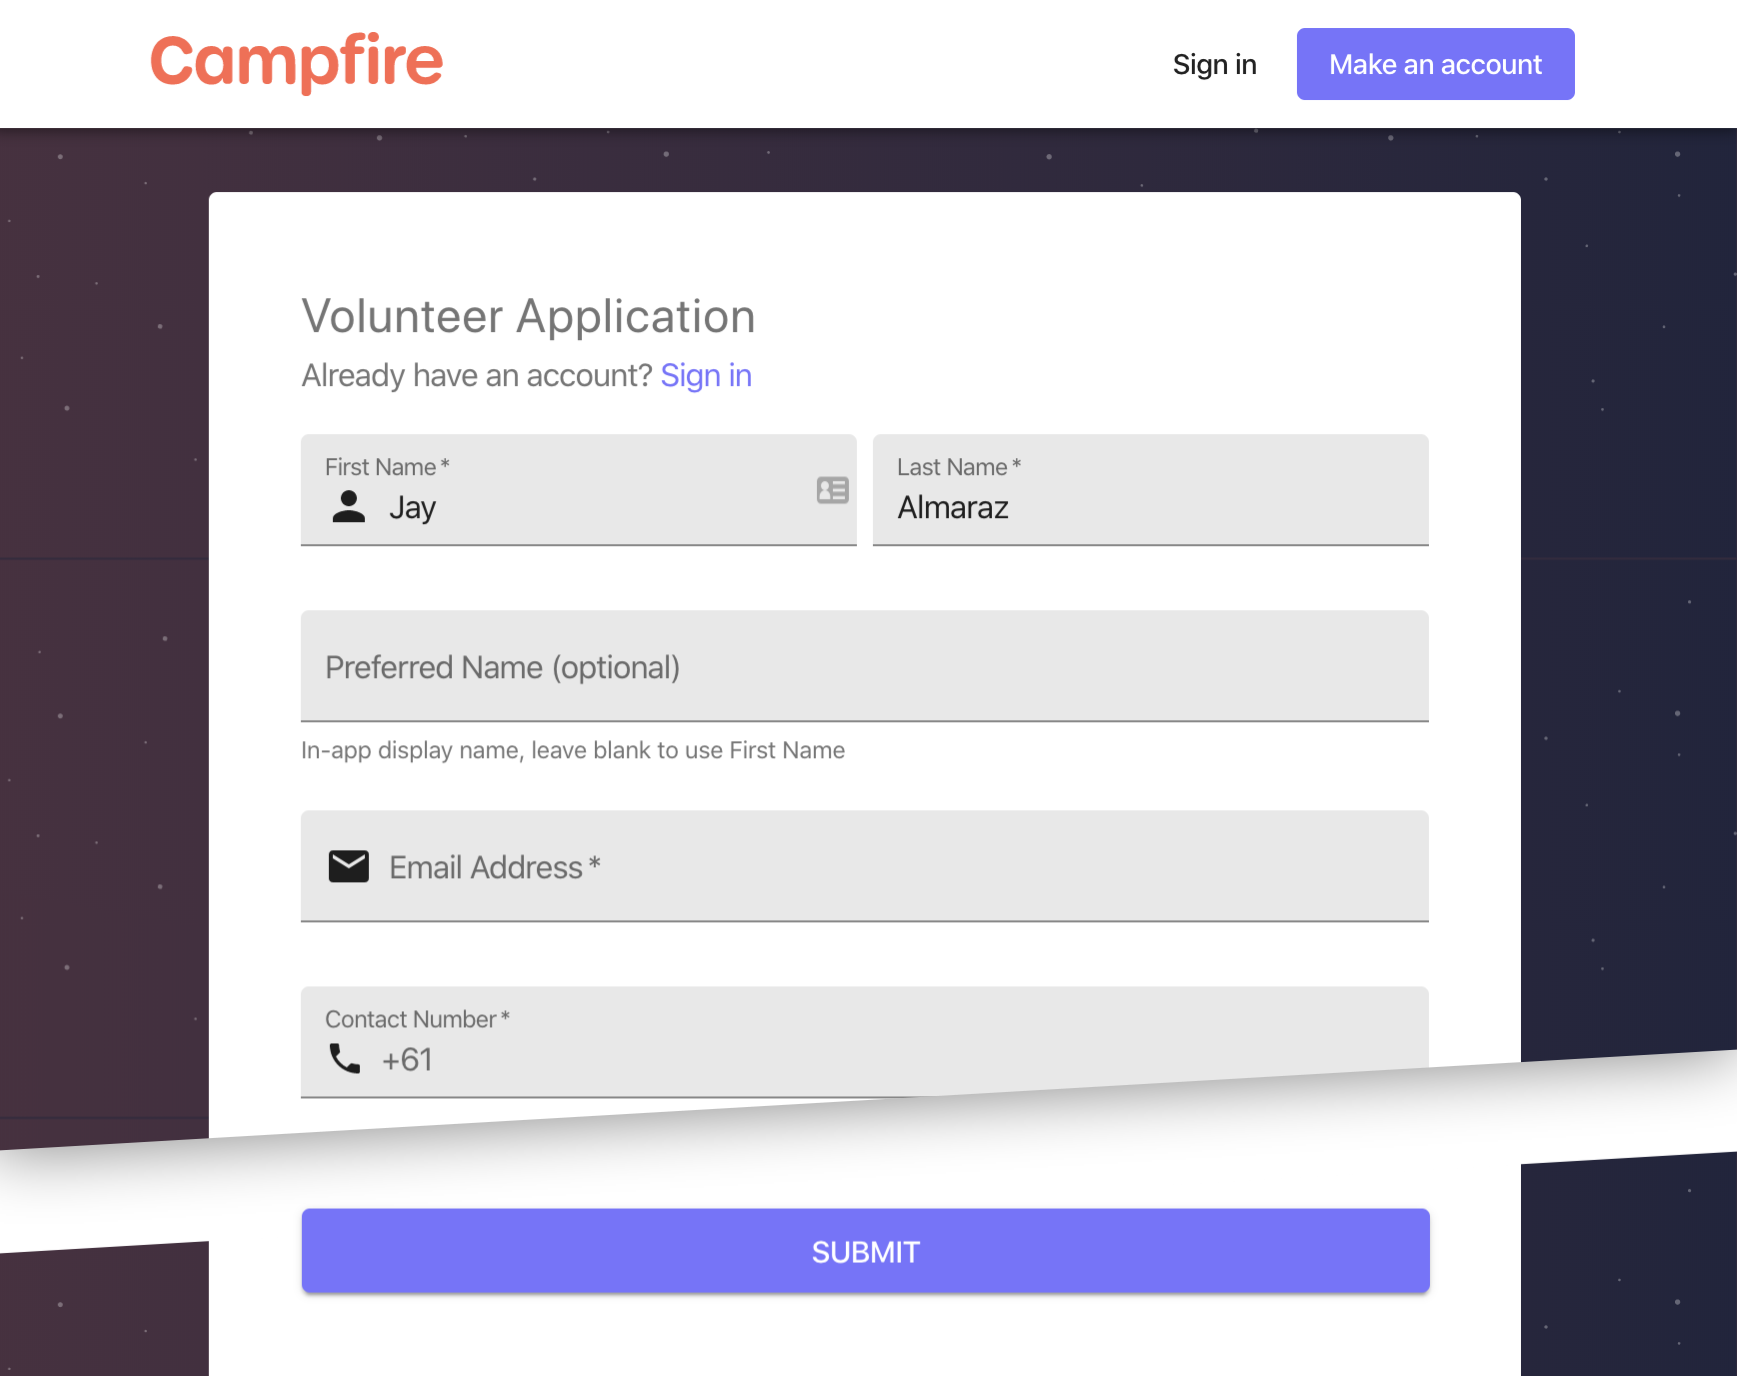 Campfire
Sign in
Make an account
Volunteer Application
Already have an account? Sign in
First Name *
Jay
Last Name *
Almaraz
Preferred Name (optional)
In-app display name, leave blank to use First Name
Email Address *
Contact Number *
+61
SUBMIT